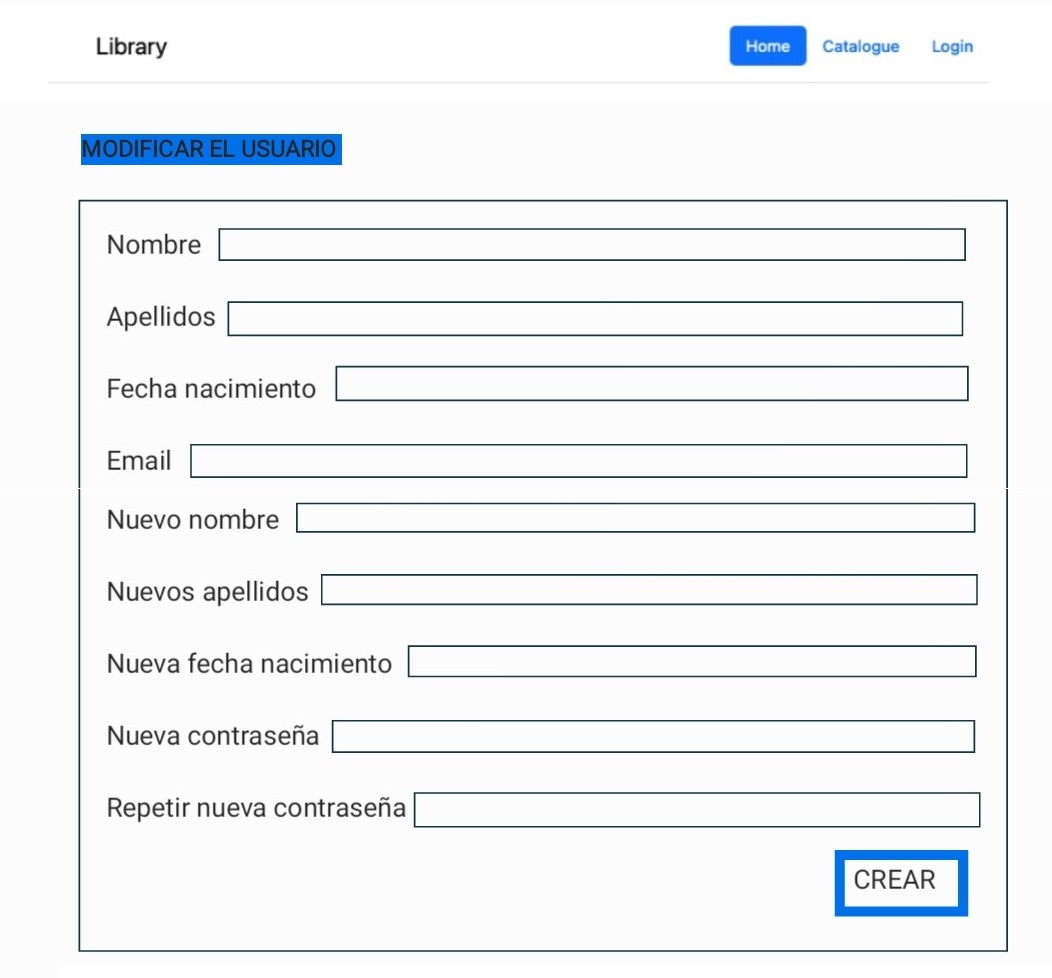 Library
Home Catalogue Login
MODIFICAR EL USUARIO
Nombre
Apellidos
Fecha nacimiento
Email
Nuevo nombre
Nuevos apellidos
Nueva fecha nacimiento
Nueva contraseña
Repetir nueva contraseña
CREAR